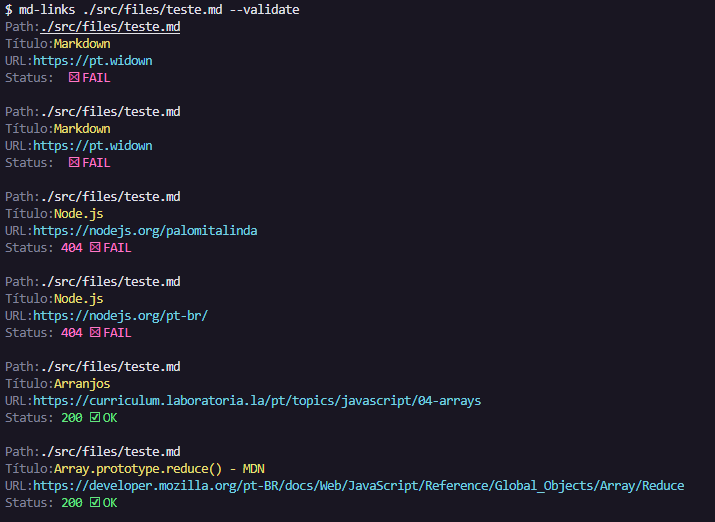 $ md-links ./src/files/teste.md --validate
Path:./src/files/teste.md
Título:Markdown
URL:https://pt.widown
Status:  ☒FAIL
Path:./src/files/teste.md
Título:Markdown
URL:https://pt.widown
Status:  ☒FAIL
Path:./src/files/teste.md
Título:Node.js
URL:https://nodejs.org/palomitalinda
Status: 404 ☒FAIL
Path:./src/files/teste.md
Título:Node.js
URL:https://nodejs.org/pt-br/
Status: 404 ☒FAIL
Path:./src/files/teste.md
Título:Arranjos
URL:https://curriculum.laboratoria.la/pt/topics/javascript/04-arrays
Status: 200 ☑OK
Path:./src/files/teste.md
Título:Array.prototype.reduce() - MDN
URL:https://developer.mozilla.org/pt-BR/docs/Web/JavaScript/Reference/Global_Objects/Array/Reduce
Status: 200 ☑OK